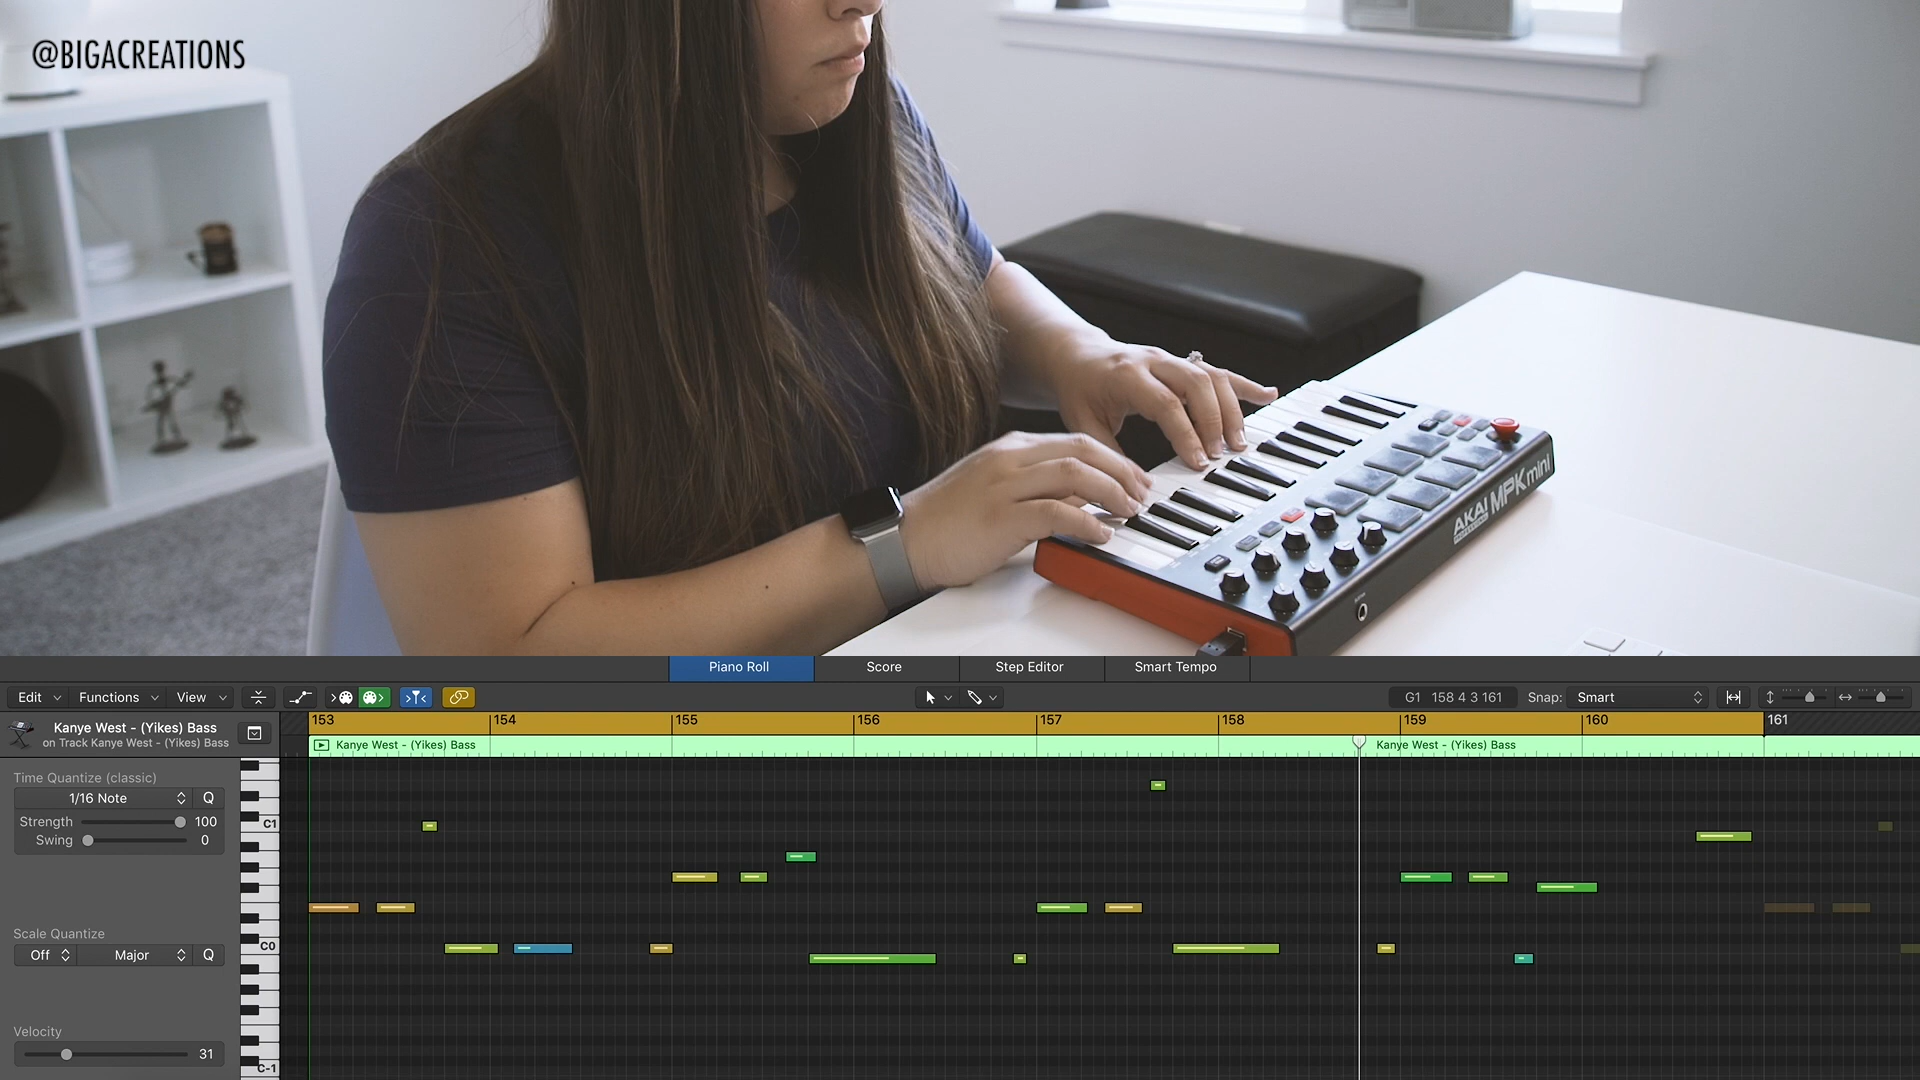 @BIGACREATIONS
AKAI
MPKmini
Piano Roll
Score
Step Editor
Smart Tempo
Edit
Functions
View
G1 158 4 3 161
Snap:
Smart
Kanye West - (Yikes) Bass
on Track Kanye West - (Yikes) Bass
153
154
155
156
157
158
159
160
161
Kanye West - (Yikes) Bass
Kanye West - (Yikes) Bass
Time Quantize (classic)
1/16 Note
Q
Strength
100
Swing
0
C1
Scale Quantize
Off
Major
Q
C0
Velocity
31
C-1